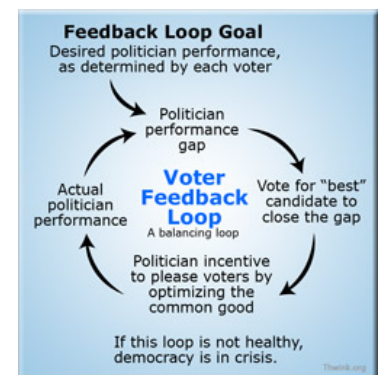 Feedback Loop Goal
Desired politician performance,
as determined by each voter
Politician
performance
gap
Vote for “best”
candidate to
close the gap
Politician incentive
to please voters by
optimizing the
common good
Actual
politician
performance
Voter
Feedback
Loop
A balancing loop
If this loop is not healthy,
democracy is in crisis.
Thwink.org